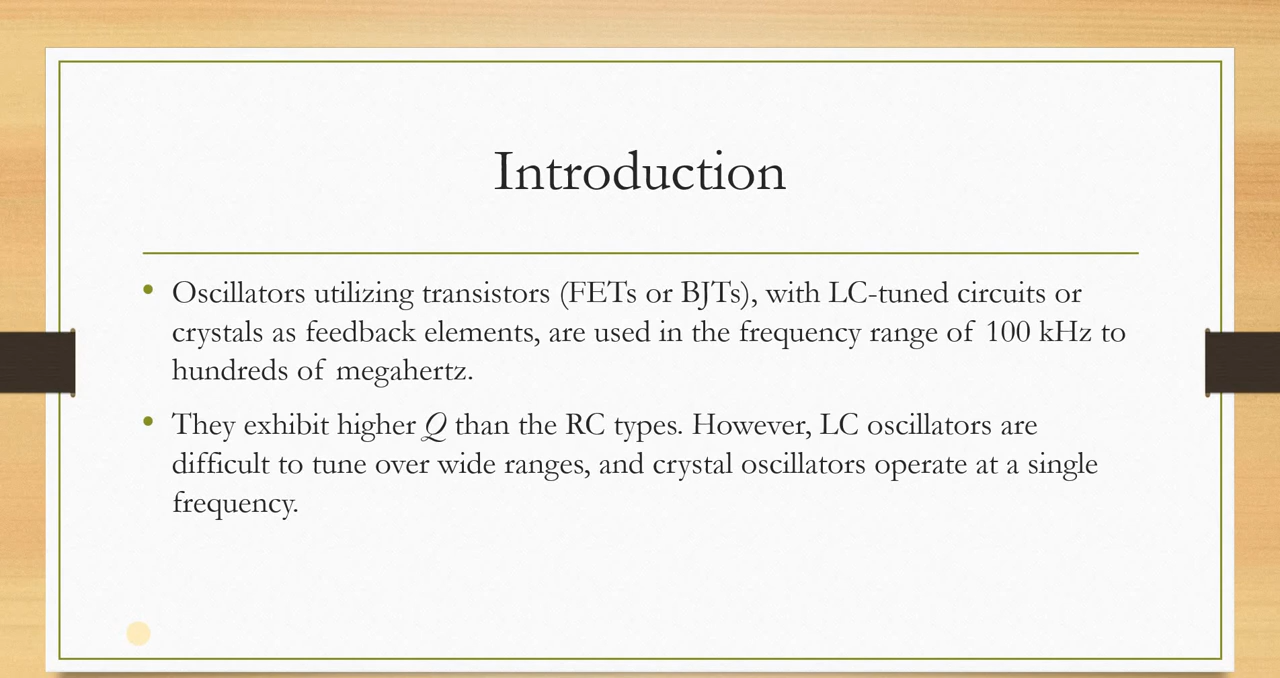 Introduction
• Oscillators utilizing transistors (FETs or BJTs), with LC-tuned circuits or
crystals as feedback elements, are used in the frequency range of 100 kHz to
hundreds of megahertz.
• They exhibit higher Q than the RC types. However, LC oscillators are
difficult to tune over wide ranges, and crystal oscillators operate at a single
frequency.